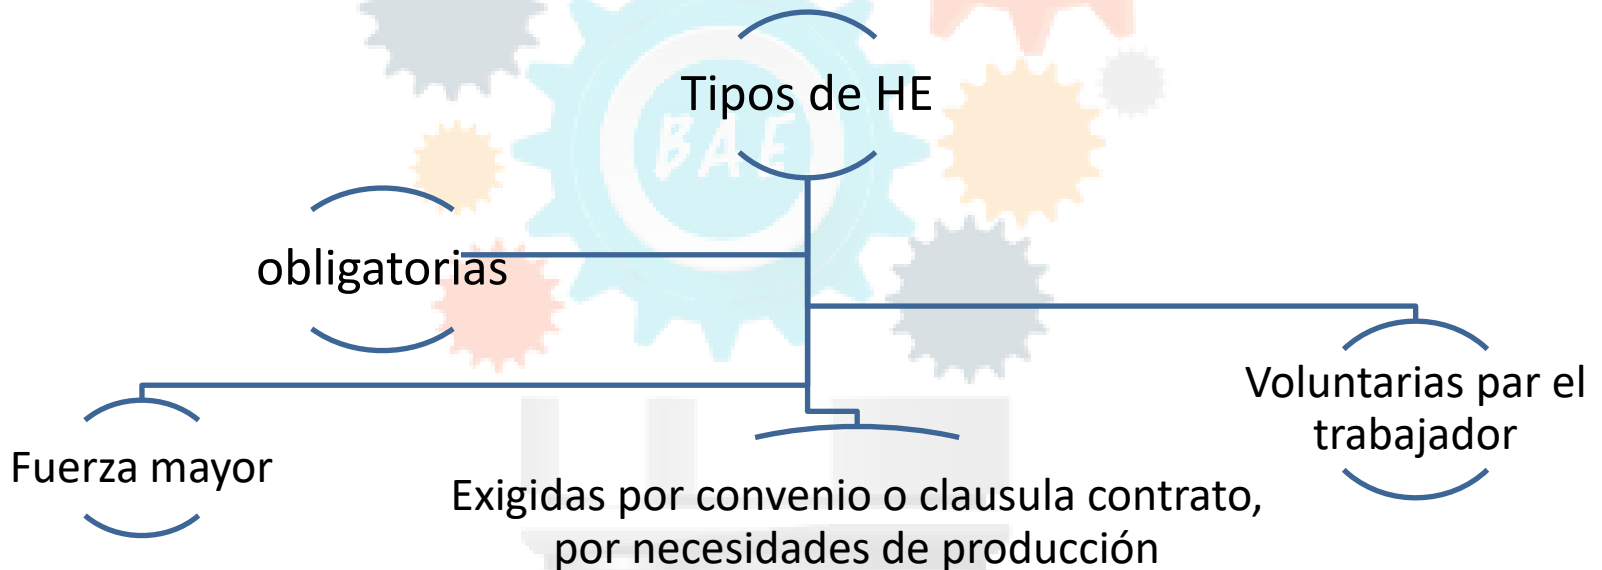 Tipos de HE
BAE
obligatorias
Voluntarias par el
trabajador
Fuerza mayor
Exigidas por convenio o clausula contrato,
por necesidades de producción